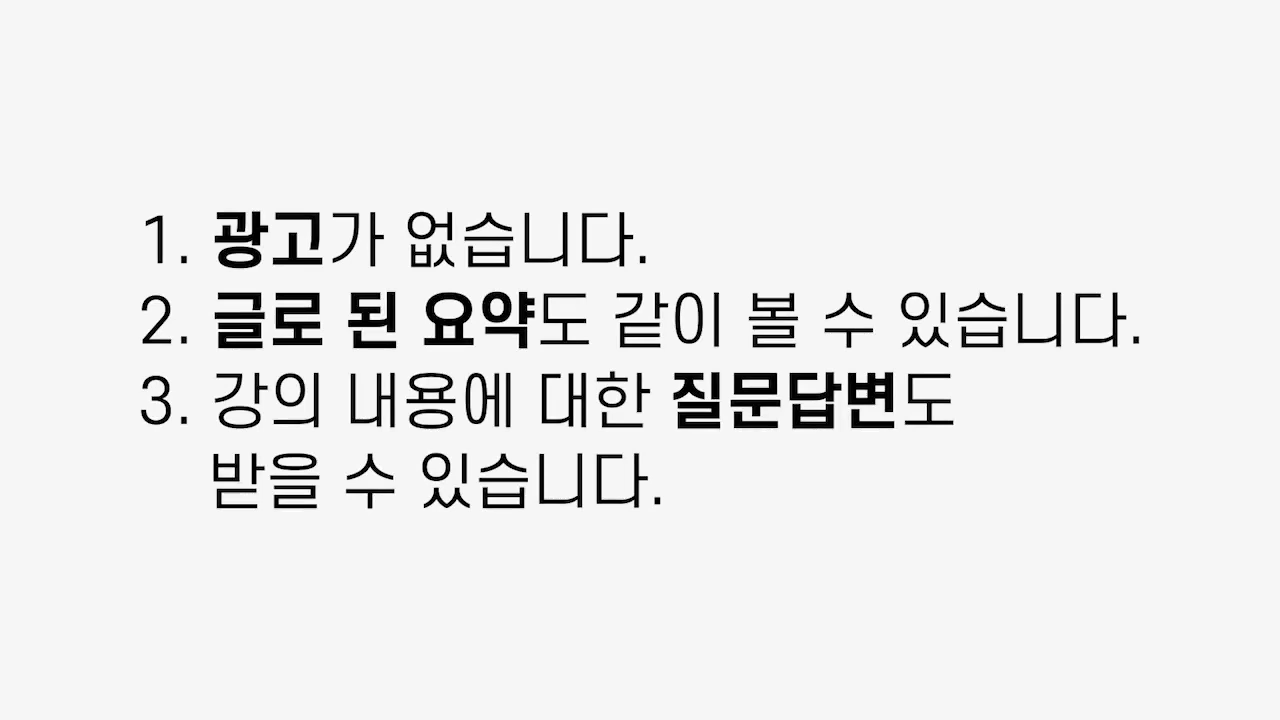 1. 광고가 없습니다.
2. 글로 된 요약도 같이 볼 수 있습니다.
3. 강의 내용에 대한 질문답변도
받을 수 있습니다.